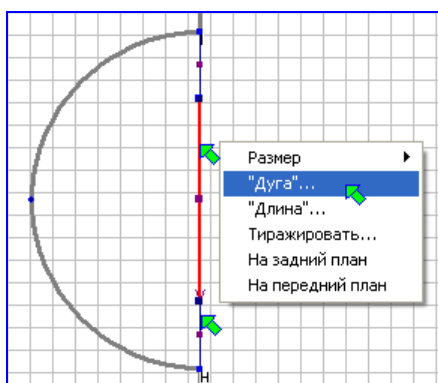 Размер
"Дуга"...
"Длина"...
Тиражировать...
На задний план
На передний план
H